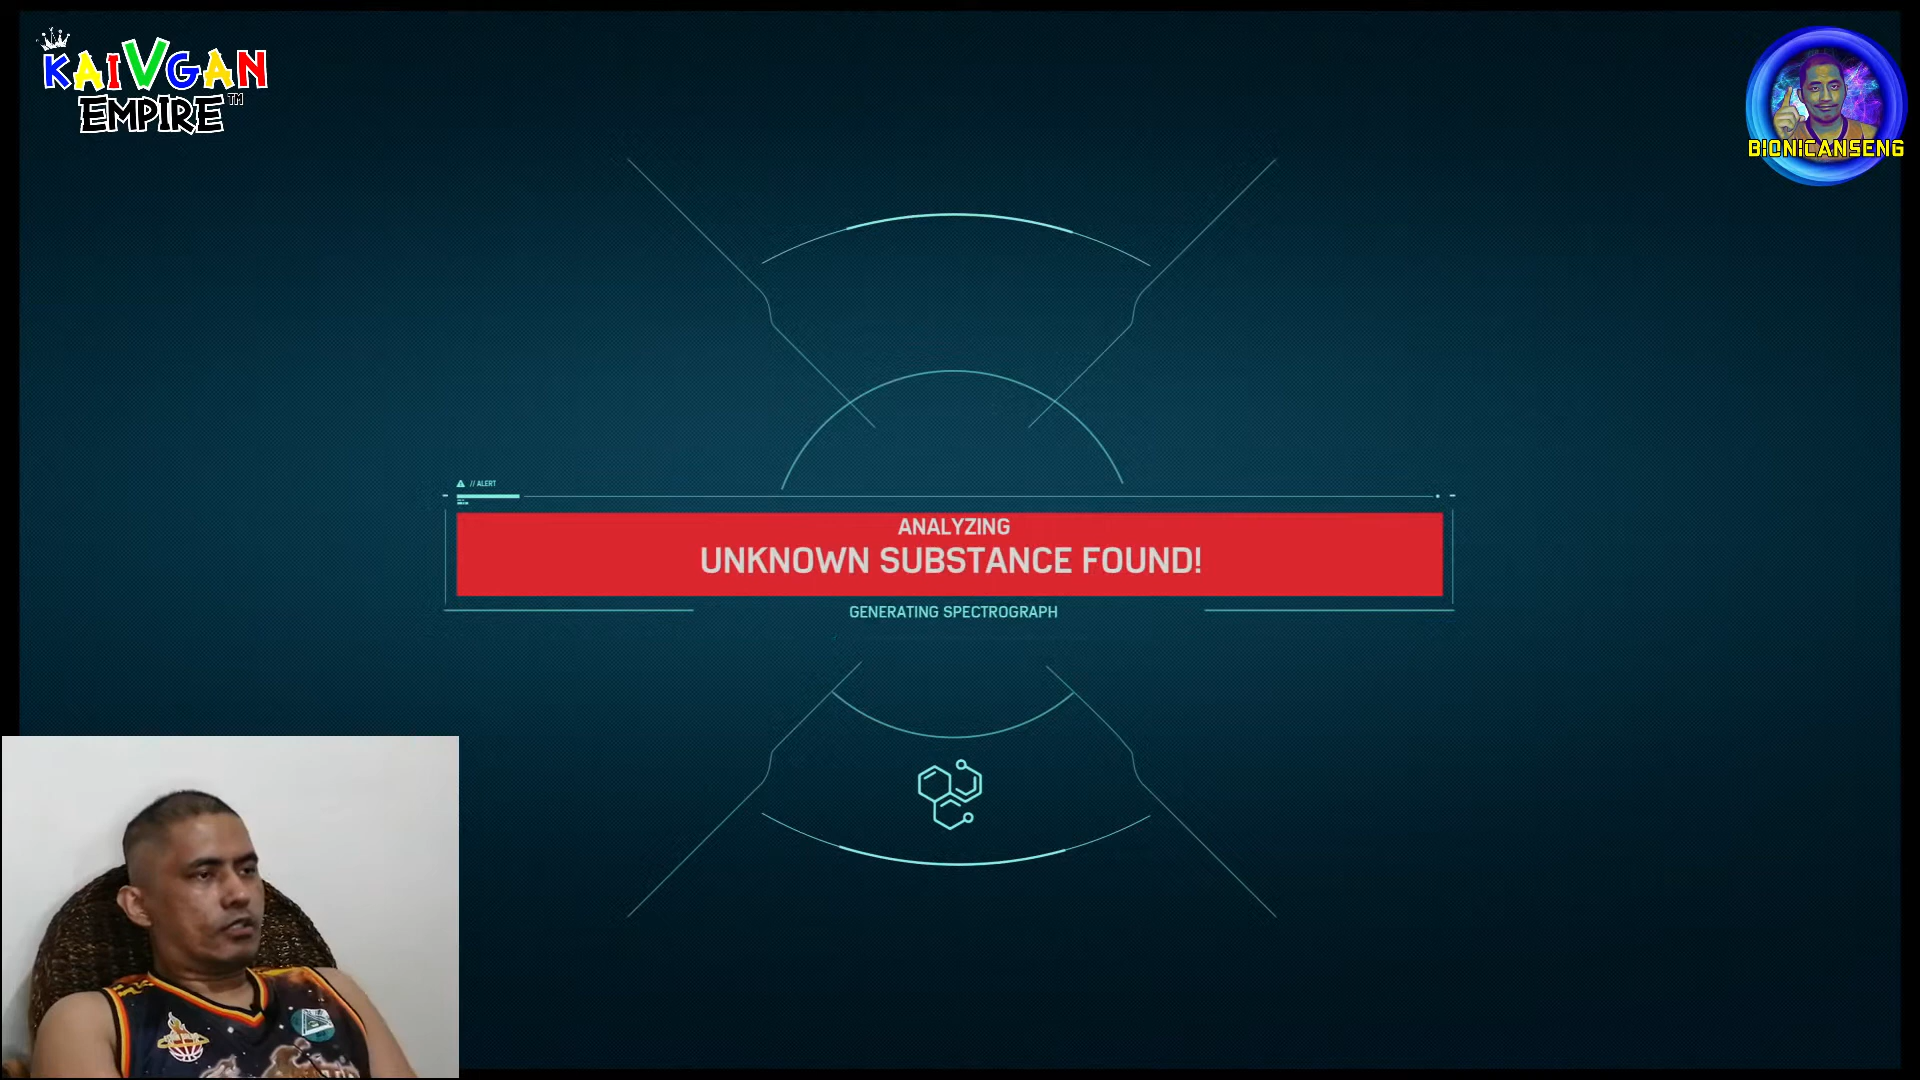 KAIVGAN
EMPIRE™
BIONICANSENG
// ALERT
ANALYZING
UNKNOWN SUBSTANCE FOUND!
GENERATING SPECTROGRAPH